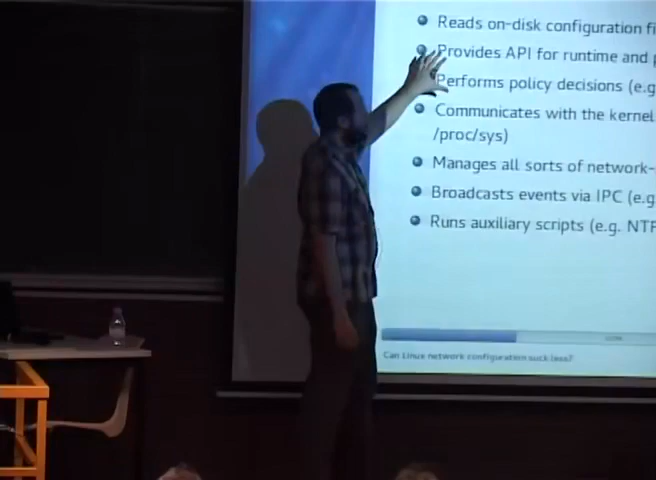 Reads on-disk configuration fi
Provides API for runtime and p
Performs policy decisions (e.g
Communicates with the kernel
/proc/sys)
Manages all sorts of network-
Broadcasts events via IPC (e.g
Runs auxiliary scripts (e.g. NTP
Can Linux network configuration suck less?